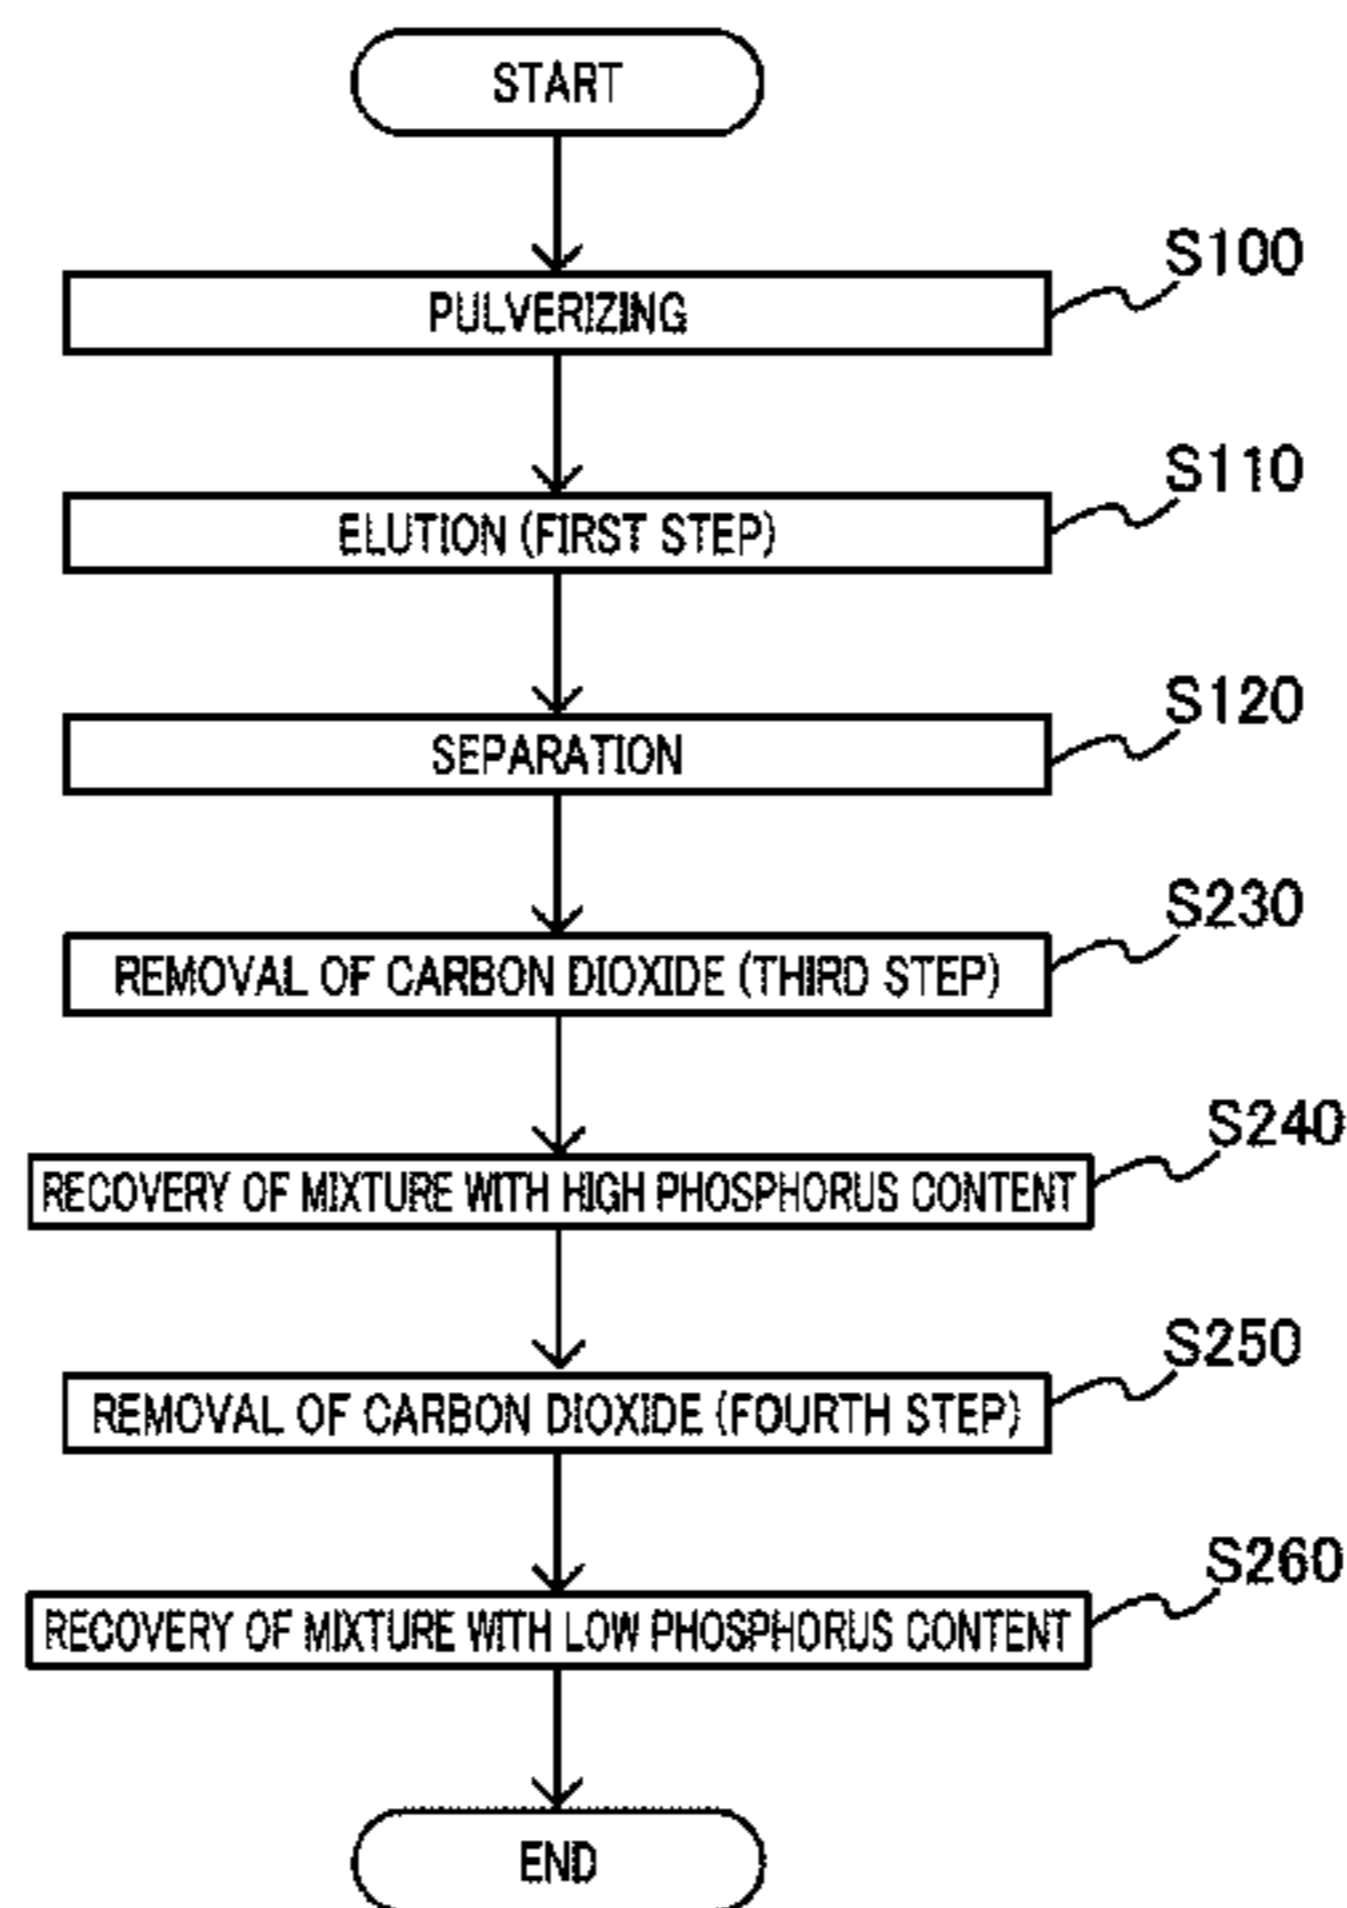 START
S100
PULVERIZING
S110
ELUTION (FIRST STEP)
S120
SEPARATION
S230
REMOVAL OF CARBON DIOXIDE (THIRD STEP)
S240
RECOVERY OF MIXTURE WITH HIGH PHOSPHORUS CONTENT
S250
REMOVAL OF CARBON DIOXIDE (FOURTH STEP)
S260
RECOVERY OF MIXTURE WITH LOW PHOSPHORUS CONTENT
END